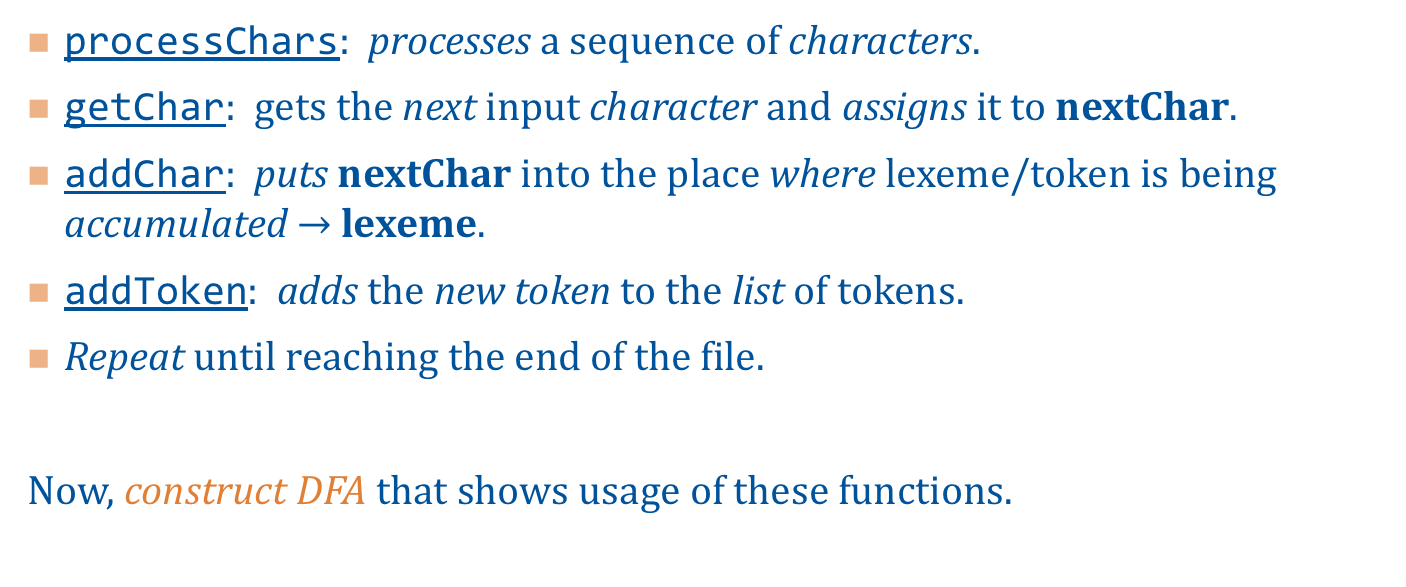 ■ processChars: processes a sequence of characters.
■ getChar: gets the next input character and assigns it to nextChar.
■ addChar: puts nextChar into the place where lexeme/token is being
accumulated → lexeme.
■ addToken: adds the new token to the list of tokens.
■ Repeat until reaching the end of the file.
Now, construct DFA that shows usage of these functions.